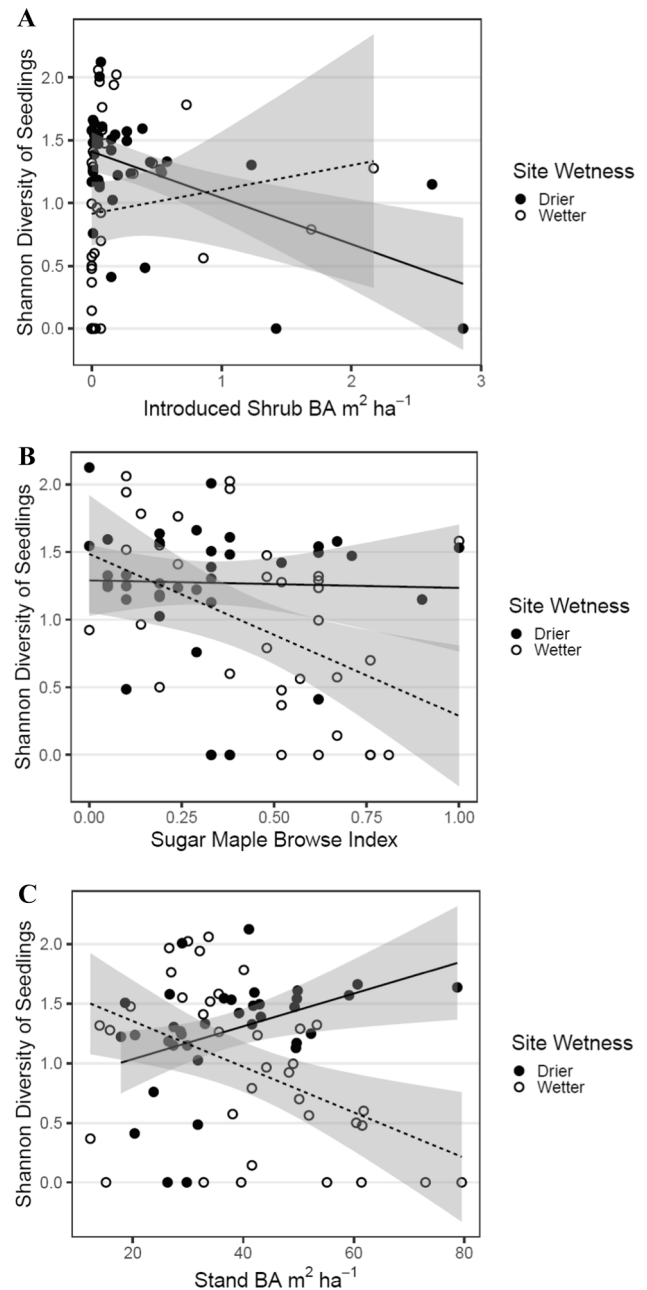 A
Shannon Diversity of Seedlings
2.0
1.5
1.0
0.5
0.0
0
1
2
3
Introduced Shrub BA m² ha⁻¹
Site Wetness
Drier
Wetter
B
Shannon Diversity of Seedlings
2.0
1.5
1.0
0.5
0.0
0.00
0.25
0.50
0.75
1.00
Sugar Maple Browse Index
Site Wetness
Drier
Wetter
C
Shannon Diversity of Seedlings
2.0
1.5
1.0
0.5
0.0
20
40
60
80
Stand BA m² ha⁻¹
Site Wetness
Drier
Wetter